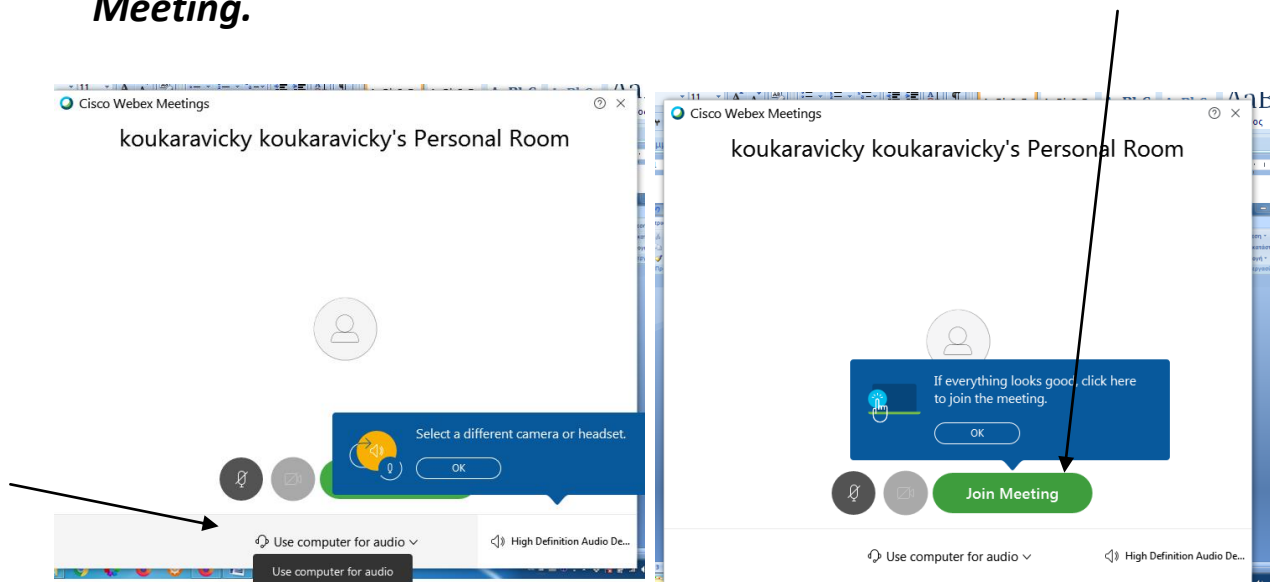 Meeting.
Cisco Webex Meetings
koukaravicky koukaravicky's Personal Room
Select a different camera or headset.
OK
Use computer for audio
High Definition Audio De...
Use computer for audio
Cisco Webex Meetings
koukaravicky koukaravicky's Personal Room
If everything looks good, click here
to join the meeting.
OK
Join Meeting
Use computer for audio
High Definition Audio De...